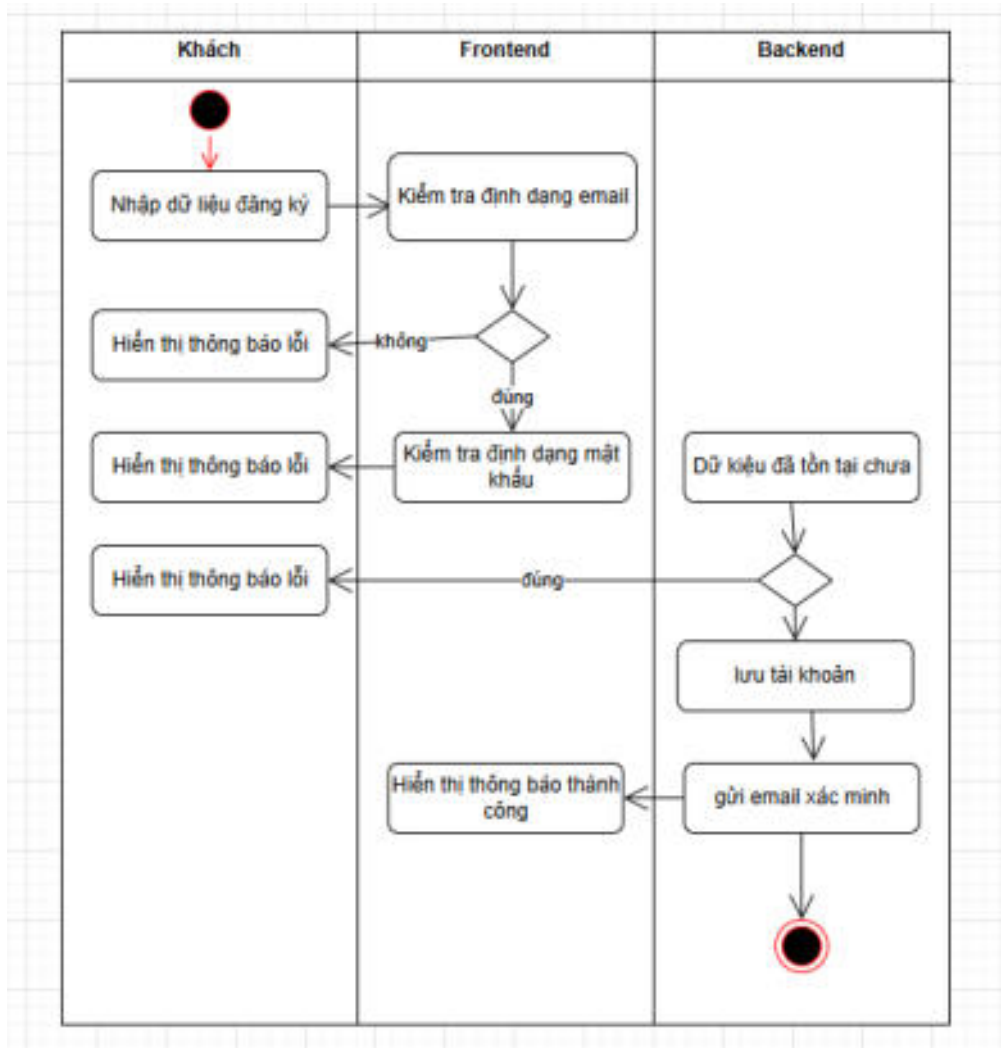 Khách
Frontend
Backend
Nhập dữ liệu đăng ký
Kiểm tra định dạng email
Hiển thị thông báo lỗi
không
đúng
Hiển thị thông báo lỗi
Kiểm tra định dạng mật
khẩu
Dữ kiệu đã tồn tại chưa
Hiển thị thông báo lỗi
đúng
lưu tài khoản
Hiển thị thông báo thành
công
gửi email xác minh